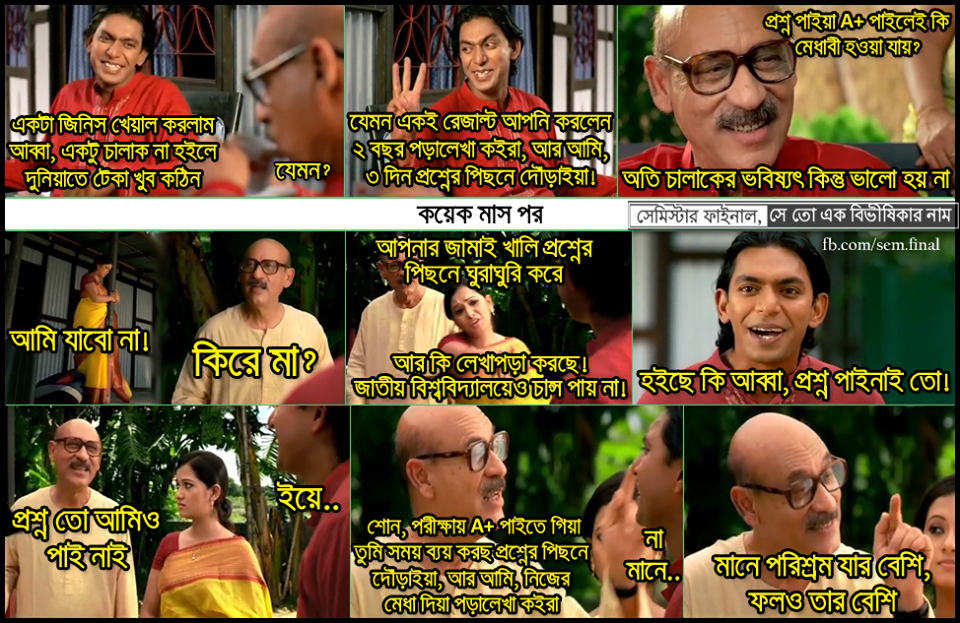 একটা জিনিস খেয়াল করলাম
আব্বা, একটু চালাক না হইলে
দুনিয়াতে টেকা খুব কঠিন
যেমন?
যেমন একই রেজাল্ট আপনি করলেন
২ বছর পড়ালেখা কইরা, আর আমি,
৩ দিন প্রশ্নের পিছনে দৌড়াইয়া!
প্রশ্ন পাইয়া A+ পাইলেই কি
মেধাবী হওয়া যায়?
অতি চালাকের ভবিষ্যৎ কিন্তু ভালো হয় না
কয়েক মাস পর
সেমিস্টার ফাইনাল, সে তো এক বিভীষিকার নাম
আমি যাবো না!
কিরে মা?
আপনার জামাই খালি প্রশ্নের
পিছনে ঘুরাঘুরি করে
আর কি লেখাপড়া করছে!
জাতীয় বিশ্ববিদ্যালয়েও চান্স পায় না!
fb.com/sem.final
হইছে কি আব্বা, প্রশ্ন পাইনাই তো!
প্রশ্ন তো আমিও
পাই নাই
ইয়ে..
শোন, পরীক্ষায় A+ পাইতে গিয়া
তুমি সময় ব্যয় করছ প্রশ্নের পিছনে
দৌড়াইয়া, আর আমি, নিজের
মেধা দিয়া পড়ালেখা কইরা
না
মানে..
মানে পরিশ্রম যার বেশি,
ফলও তার বেশি